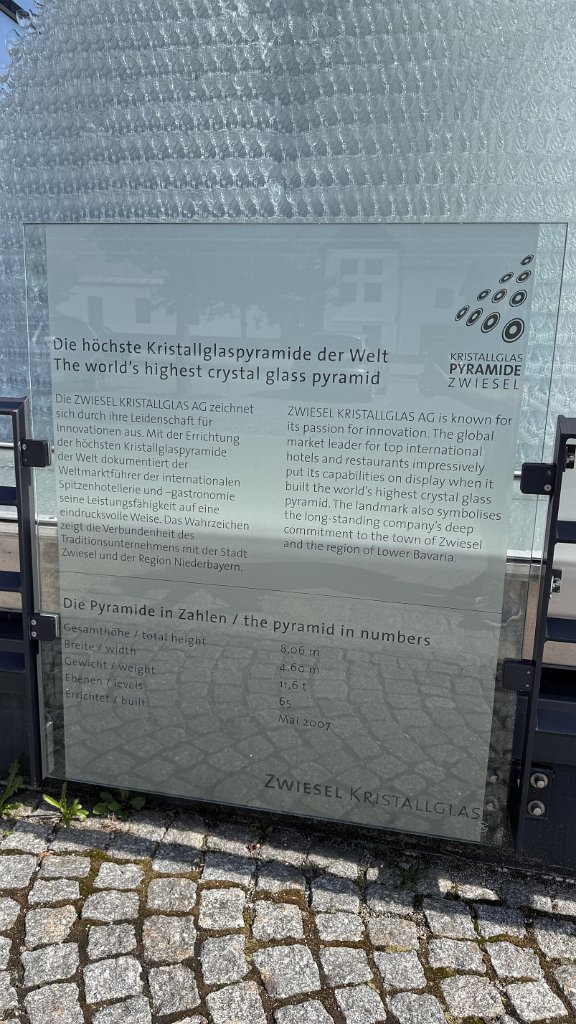 KRISTALLGLAS
PYRAMIDE
ZWIESEL
Die höchste Kristallglaspyramide der Welt
The world's highest crystal glass pyramid
Die ZWIESEL KRISTALLGLAS AG zeichnet
sich durch ihre Leidenschaft für
Innovationen aus. Mit der Errichtung
der höchsten Kristallglaspyramide
der Welt dokumentiert der
Weltmarktführer der internationalen
Spitzenhotellerie und –gastronomie
seine Leistungsfähigkeit auf eine
eindrucksvolle Weise. Das Wahrzeichen
zeigt die Verbundenheit des
Traditionsunternehmens mit der Stadt
Zwiesel und der Region Niederbayern.
ZWIESEL KRISTALLGLAS AG is known for
its passion for innovation. The global
market leader for top international
hotels and restaurants impressively
put its capabilities on display when it
built the world's highest crystal glass
pyramid. The landmark also symbolises
the long-standing company's deep
commitment to the town of Zwiesel
and the region of Lower Bavaria.
Die Pyramide in Zahlen / the pyramid in numbers
Gesamthöhe / total height 8,06 m
Breite / width 4,60 m
Gewicht / weight 11,6 t
Ebenen / levels 65
Errichtet / built Mai 2007
ZWIESEL KRISTALLGLAS